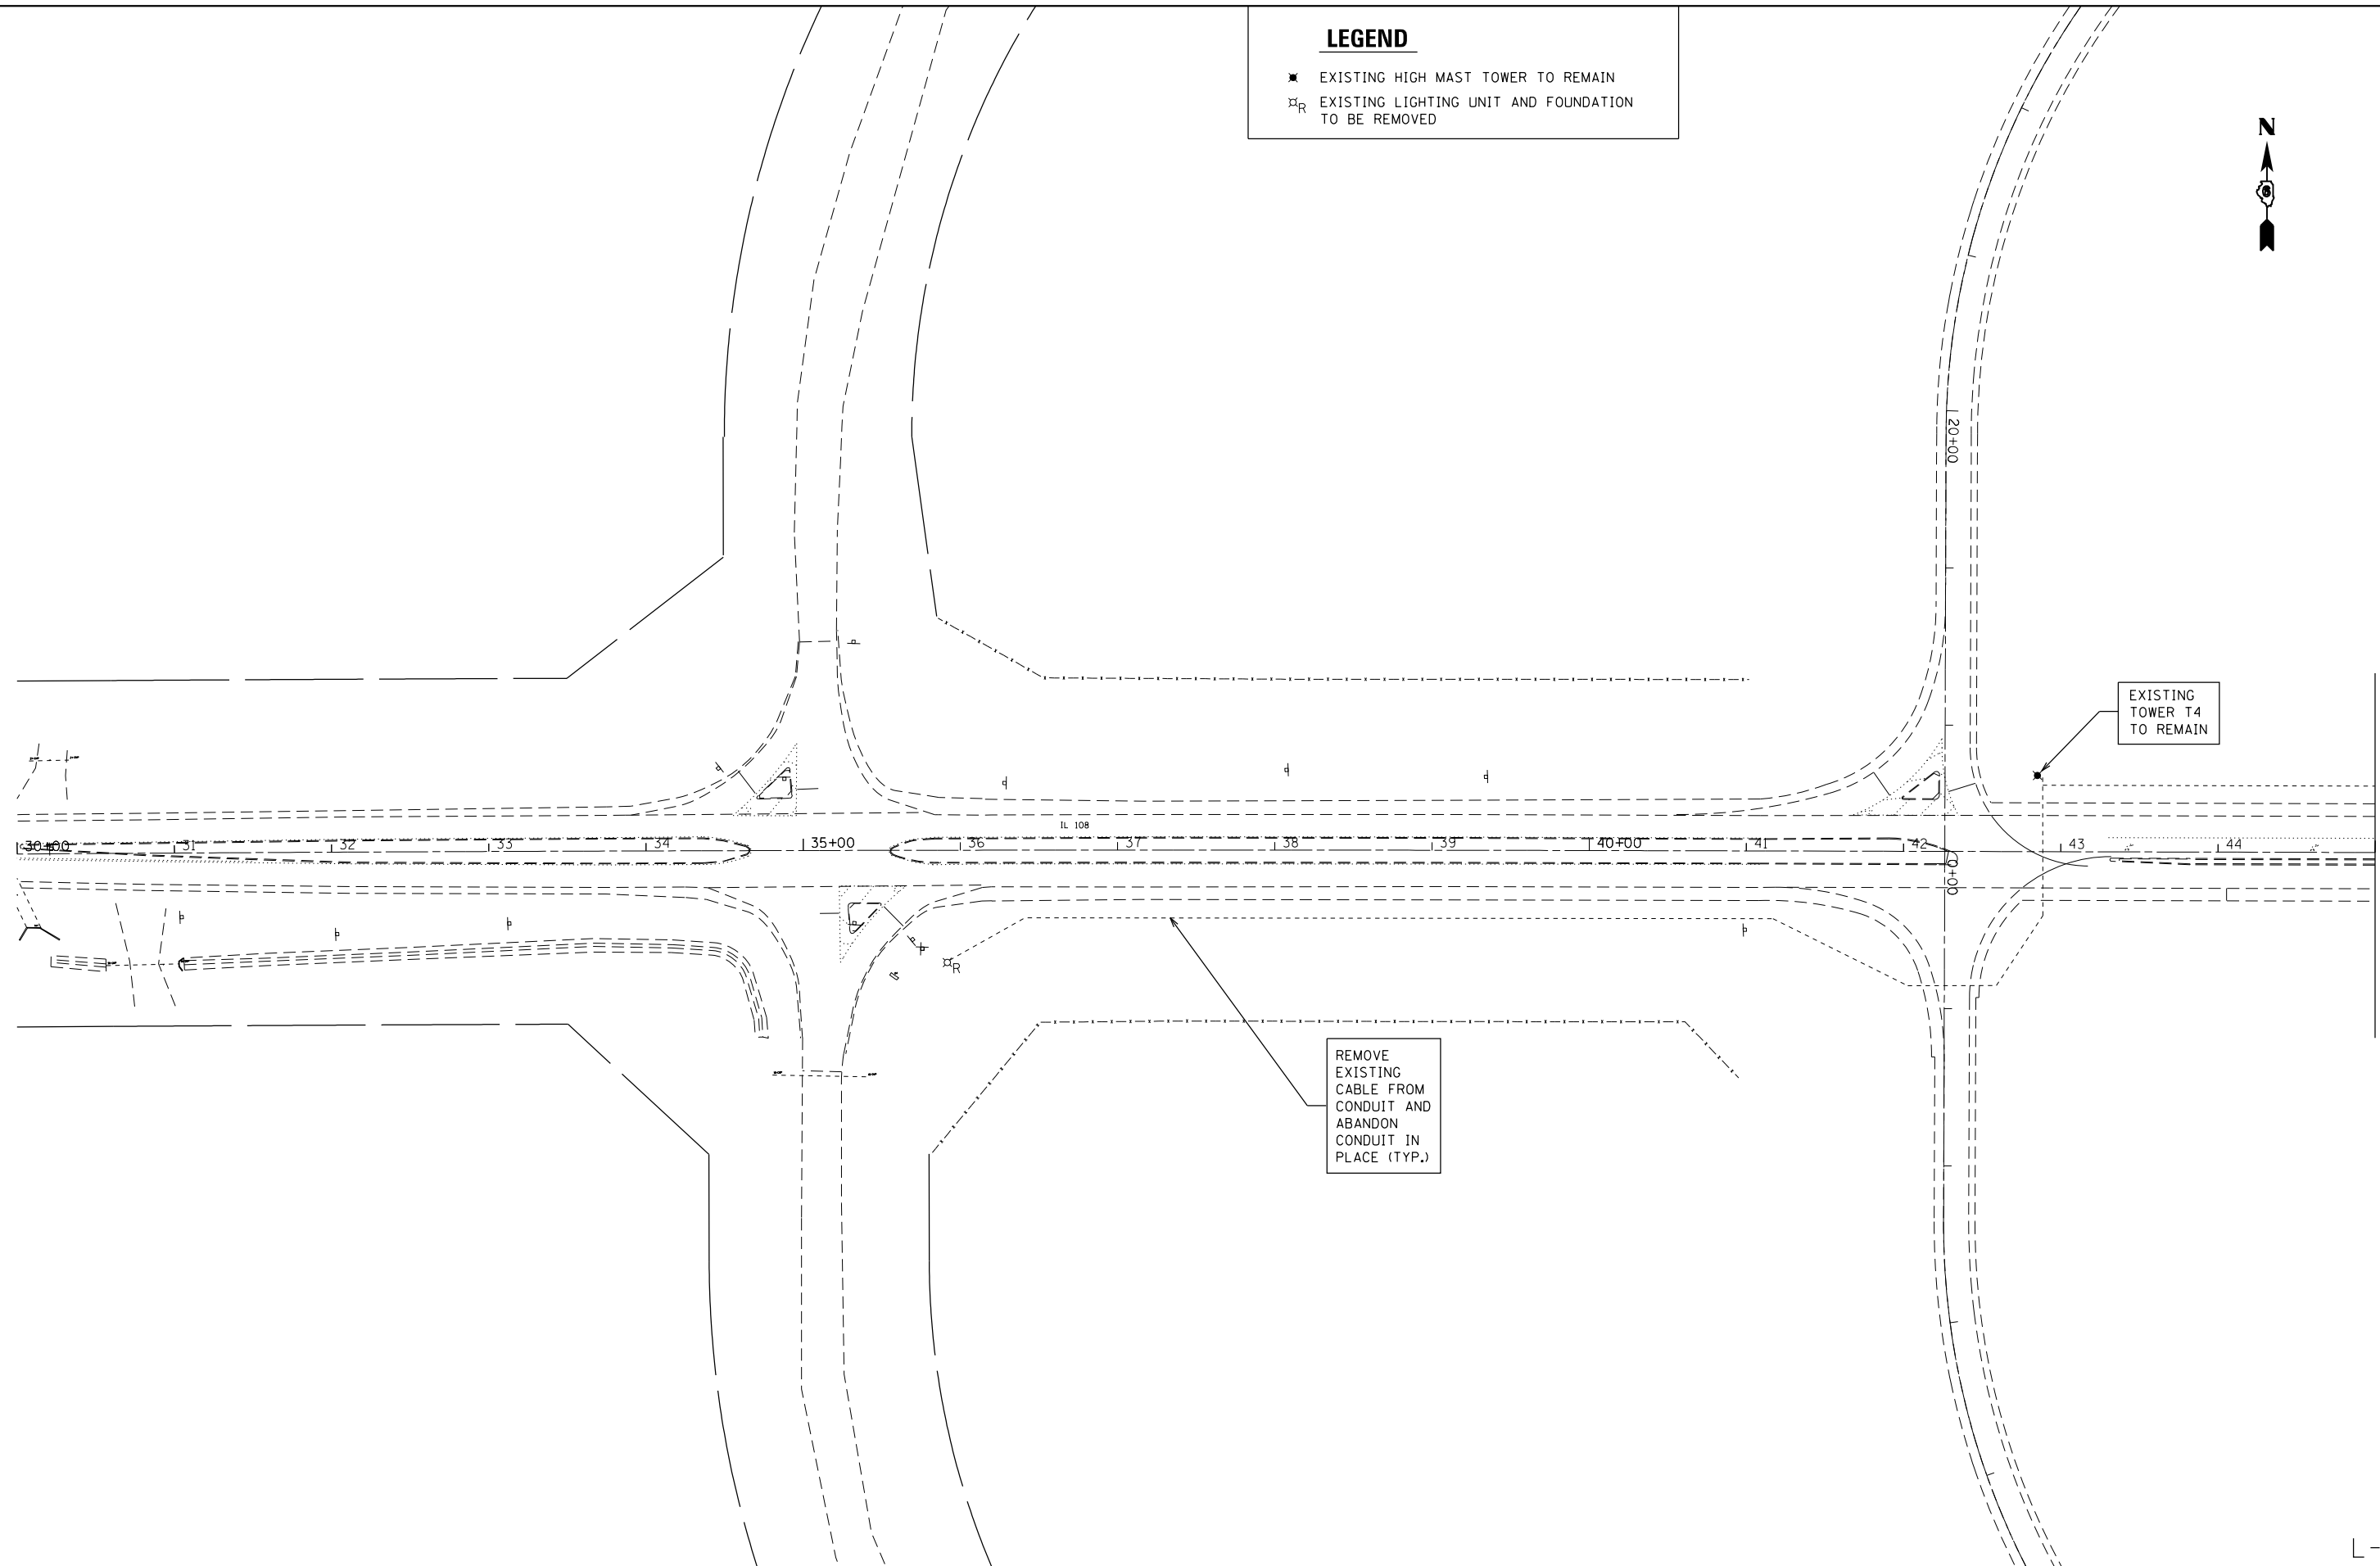 LEGEND
EXISTING HIGH MAST TOWER TO REMAIN
R EXISTING LIGHTING UNIT AND FOUNDATION
TO BE REMOVED
N
20+00
EXISTING
TOWER T4
TO REMAIN
IL 108
30+00 31 32 33 34 35+00 36 37 38 39 40+00 41 42 43 44
0+00
R
REMOVE
EXISTING
CABLE FROM
CONDUIT AND
ABANDON
CONDUIT IN
PLACE (TYP.)